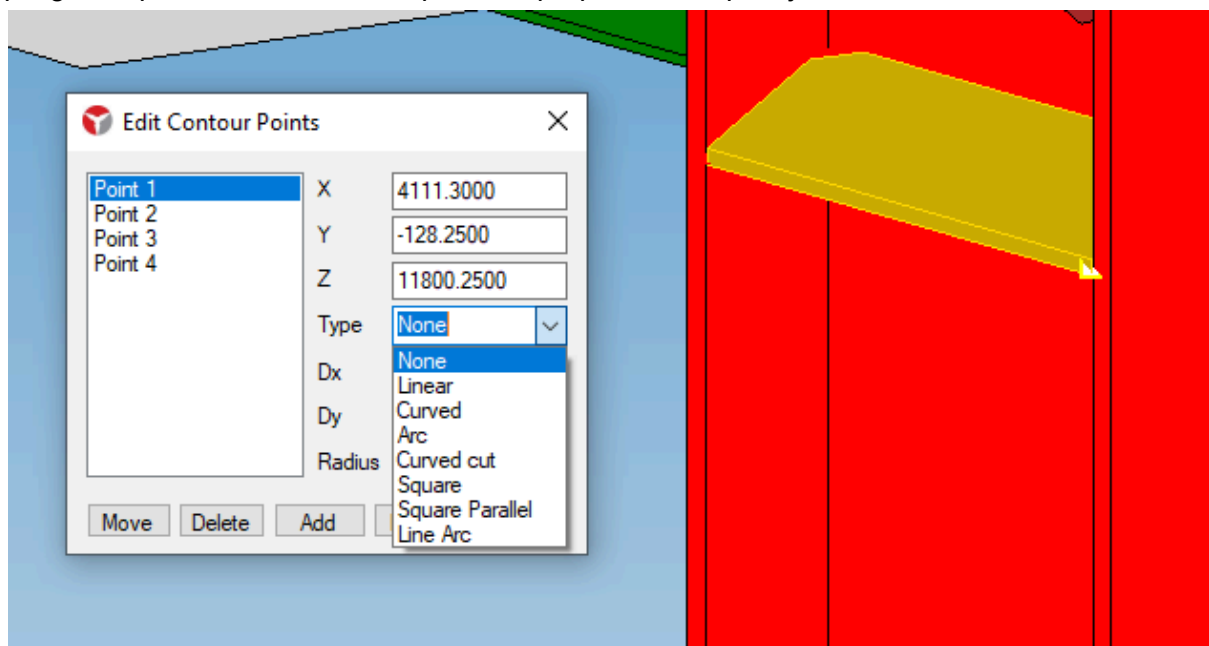 Edit Contour Points
Point 1
Point 2
Point 3
Point 4
X 4111.3000
Y -128.2500
Z 11800.2500
Type None
None
Linear
Curved
Arc
Curved cut
Square
Square Parallel
Line Arc
Dx
Dy
Radius
Move Delete Add